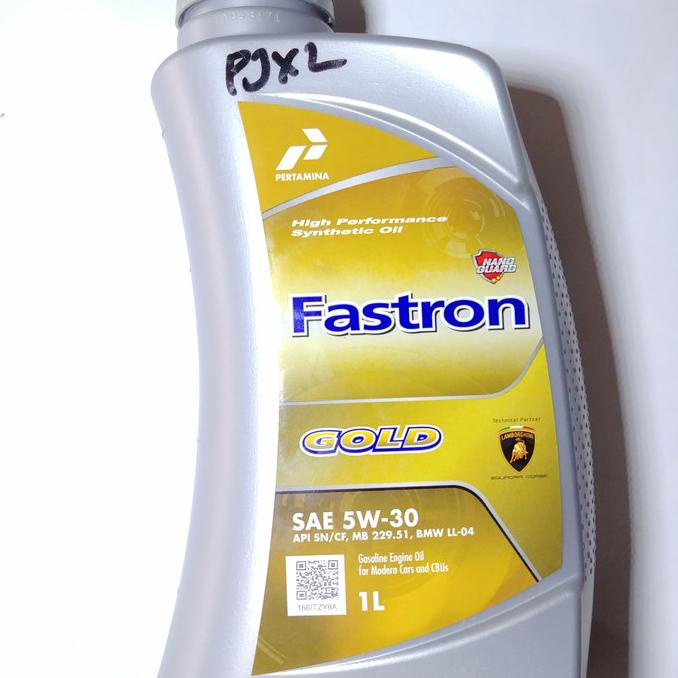 PJXL
PERTAMINA
High Performance
Synthetic Oil
NANO
GUARD
Fastron
GOLD
Technical Partner
LAMBORGHINI
SQUADRA CORSE
SAE 5W-30
API SN/CF, MB 229.51, BMW LL-04
Gasoline Engine Oil
for Modern Cars and CBUs
1L